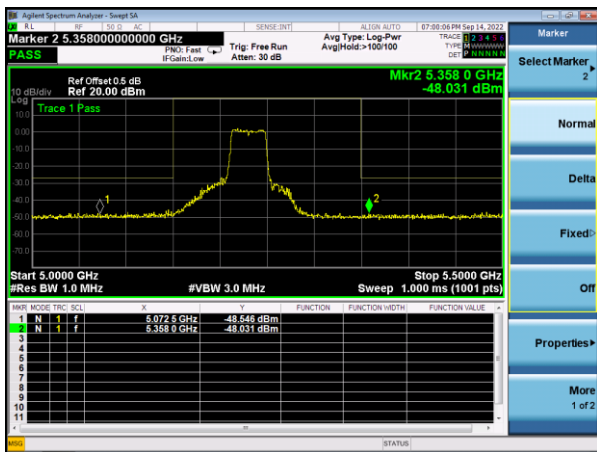 Agilent Spectrum Analyzer - Swept SA
RL RF 50 Ω AC SENSE:INT ALIGN AUTO 07:00:06 PM Sep 14, 2022
Marker 2 5.358000000000 GHz
PNO: Fast
IFGain:Low
Trig: Free Run
Atten: 30 dB
Avg Type: Log-Pwr
Avg|Hold:>100/100
TRACE 1 2 3 4 5 6
TYPE MWWWWW
DET P NNNNN
PASS
Ref Offset 0.5 dB
Ref 20.00 dBm
10 dB/div
Log
Mkr2 5.358 0 GHz
-48.031 dBm
Trace 1 Pass
10.0
0.00
-10.0
-20.0
-30.0
-40.0
-50.0
-60.0
-70.0
1
2
Start 5.0000 GHz
Stop 5.5000 GHz
#Res BW 1.0 MHz
#VBW 3.0 MHz
Sweep 1.000 ms (1001 pts)
MKR MODE TRC SCL X Y FUNCTION FUNCTION WIDTH FUNCTION VALUE
1 N 1 f 5.072 5 GHz -48.546 dBm
2 N 1 f 5.358 0 GHz -48.031 dBm
3
4
5
6
7
8
9
10
11
MSG
STATUS
Marker
Select Marker
2
Normal
Delta
Fixed
Off
Properties
More
1 of 2